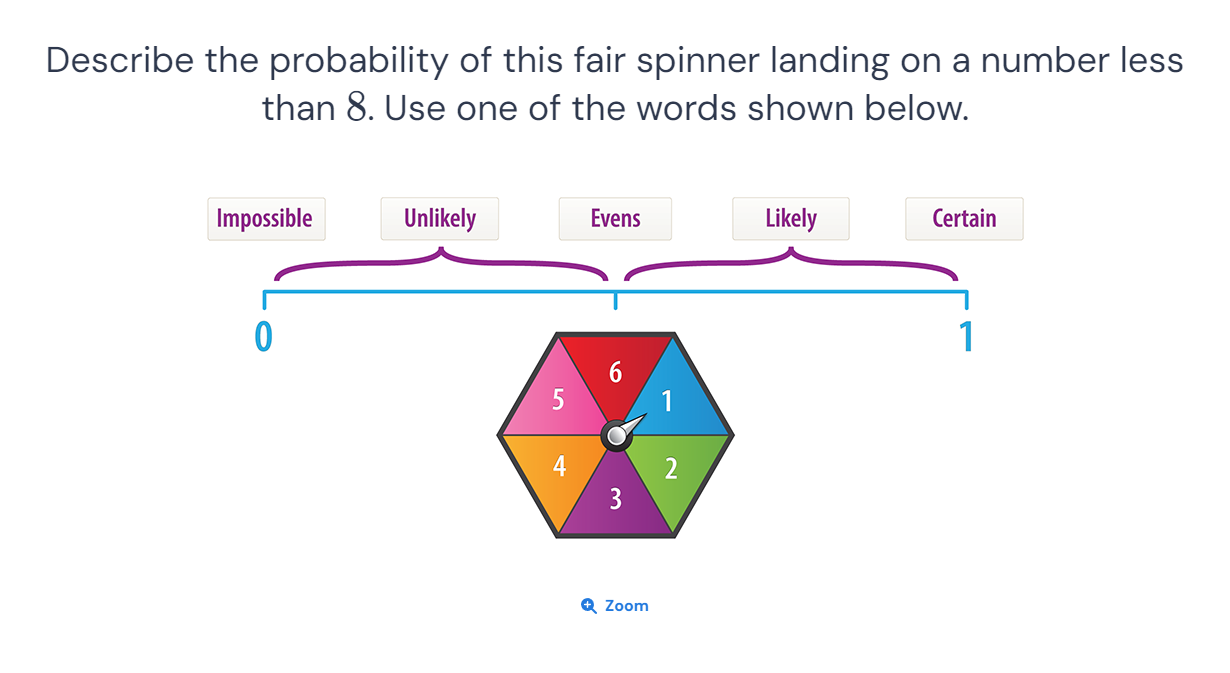 Describe the probability of this fair spinner landing on a number less
than 8. Use one of the words shown below.
Impossible Unlikely Evens Likely Certain
0 1
6
5 1
4 2
3
Zoom